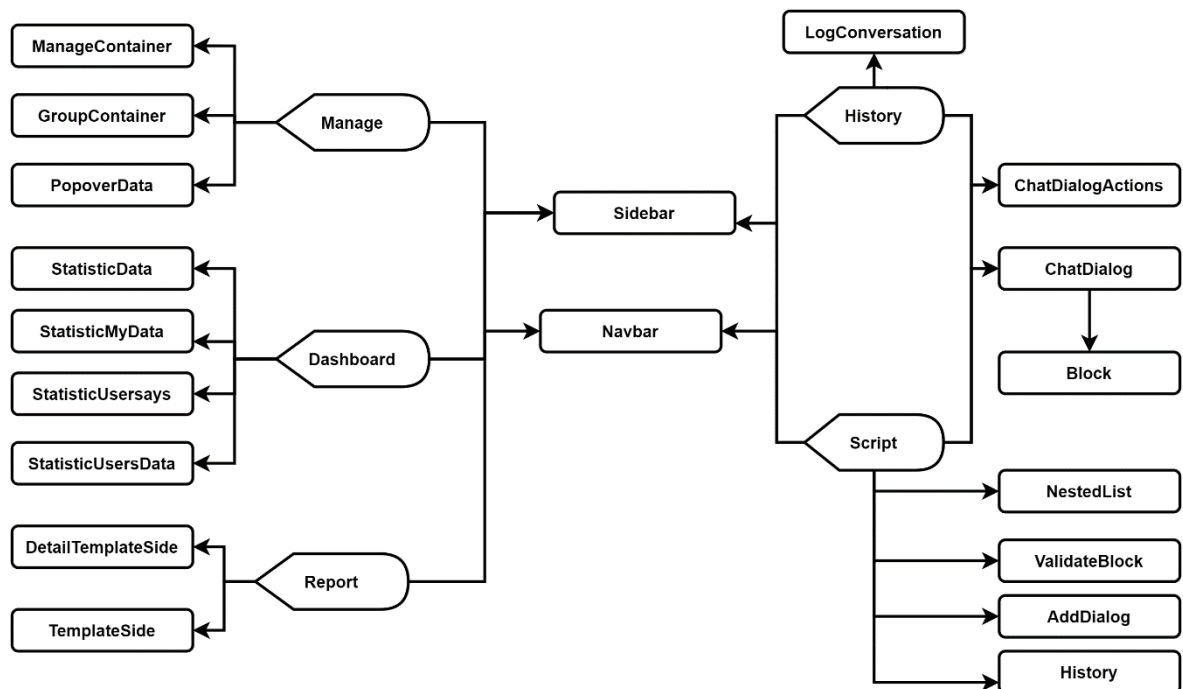 LogConversation
ManageContainer
GroupContainer
Manage
History
PopoverData
ChatDialogActions
Sidebar
StatisticData
ChatDialog
StatisticMyData
Navbar
Dashboard
StatisticUsersays
Block
Script
StatisticUsersData
NestedList
DetailTemplateSide
ValidateBlock
Report
AddDialog
TemplateSide
History